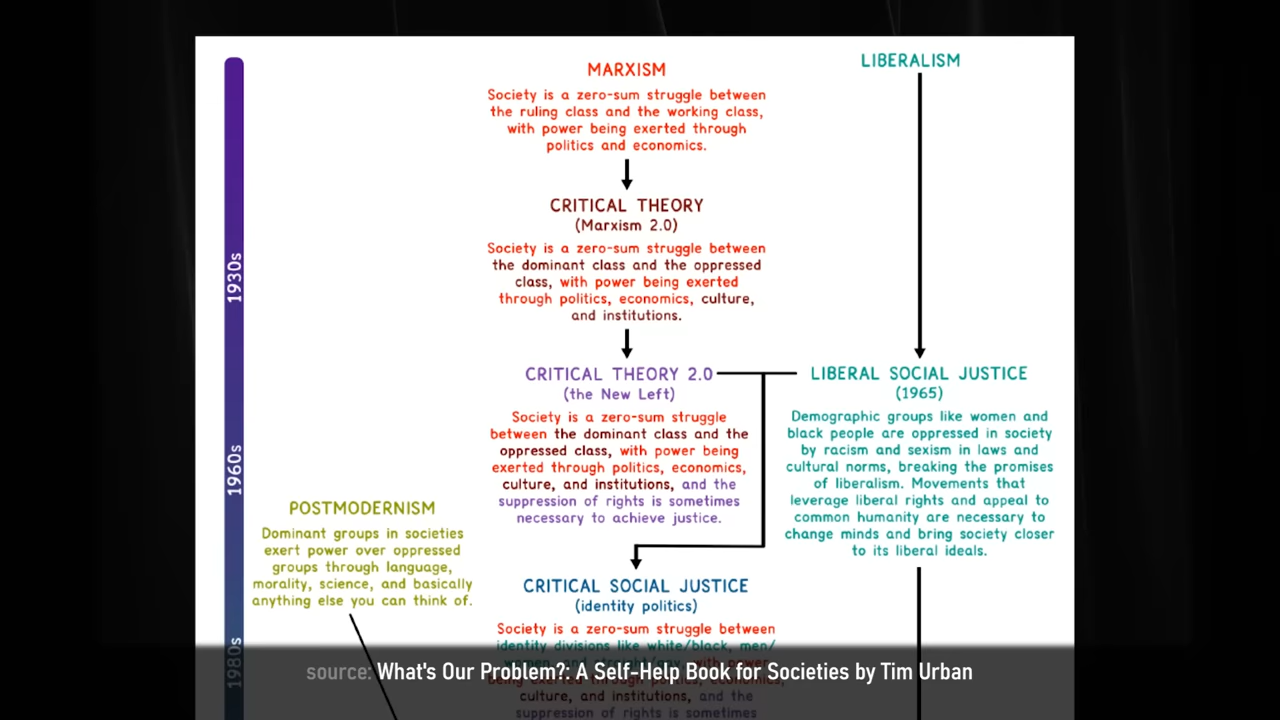 MARXISM
Society is a zero-sum struggle between
the ruling class and the working class,
with power being exerted through
politics and economics.
CRITICAL THEORY
(Marxism 2.0)
Society is a zero-sum struggle between
the dominant class and the oppressed
class, with power being exerted
through politics, economics, culture,
and institutions.
CRITICAL THEORY 2.0
(the New Left)
Society is a zero-sum struggle
between the dominant class and the
oppressed class, with power being
exerted through politics, economics,
culture, and institutions, and the
suppression of rights is sometimes
necessary to achieve justice.
LIBERALISM
LIBERAL SOCIAL JUSTICE
(1965)
Demographic groups like women and
black people are oppressed in society
by racism and sexism in laws and
cultural norms, breaking the promises
of liberalism. Movements that
leverage liberal rights and appeal to
common humanity are necessary to
change minds and bring society closer
to its liberal ideals.
POSTMODERNISM
Dominant groups in societies
exert power over oppressed
groups through language,
morality, science, and basically
anything else you can think of.
CRITICAL SOCIAL JUSTICE
(identity politics)
Society is a zero-sum struggle between
identity divisions like white/black, men/
culture, and institutions, and the
suppression of rights is sometimes
1930s
1960s
1980s
source: What's Our Problem?: A Self-Help Book for Societies by Tim Urban